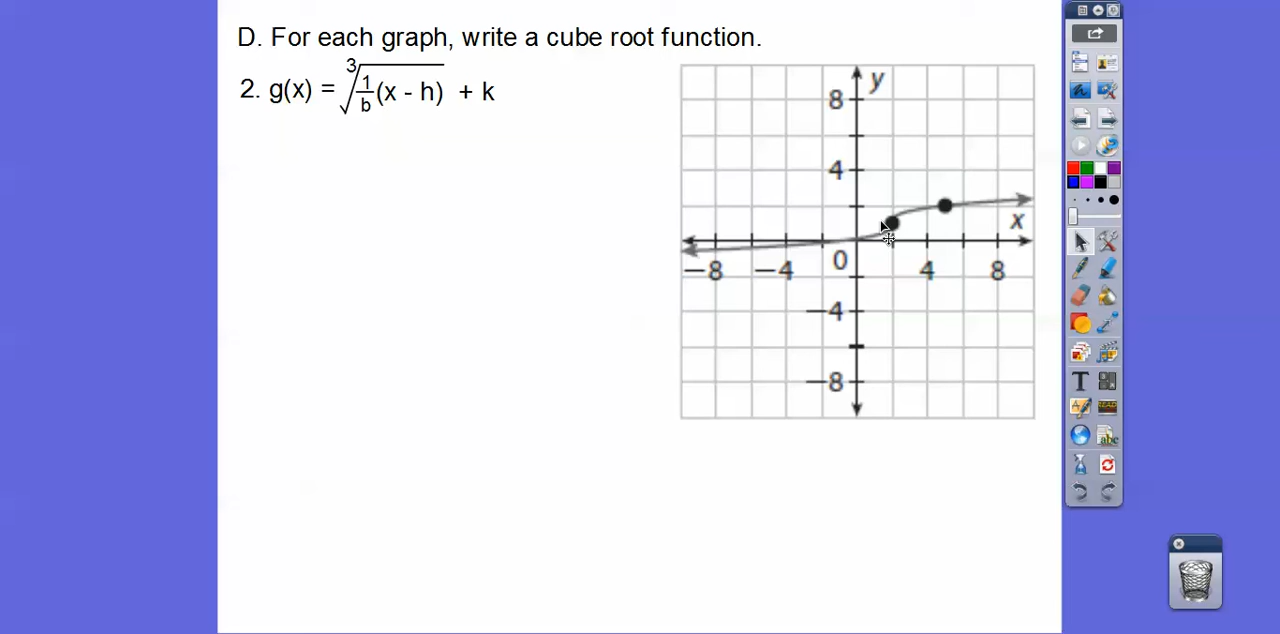 D. For each graph, write a cube root function.
2. g(x) = ∛(1/b (x - h)) + k
y
8
4
x
−8 −4 0 4 8
−4
−8